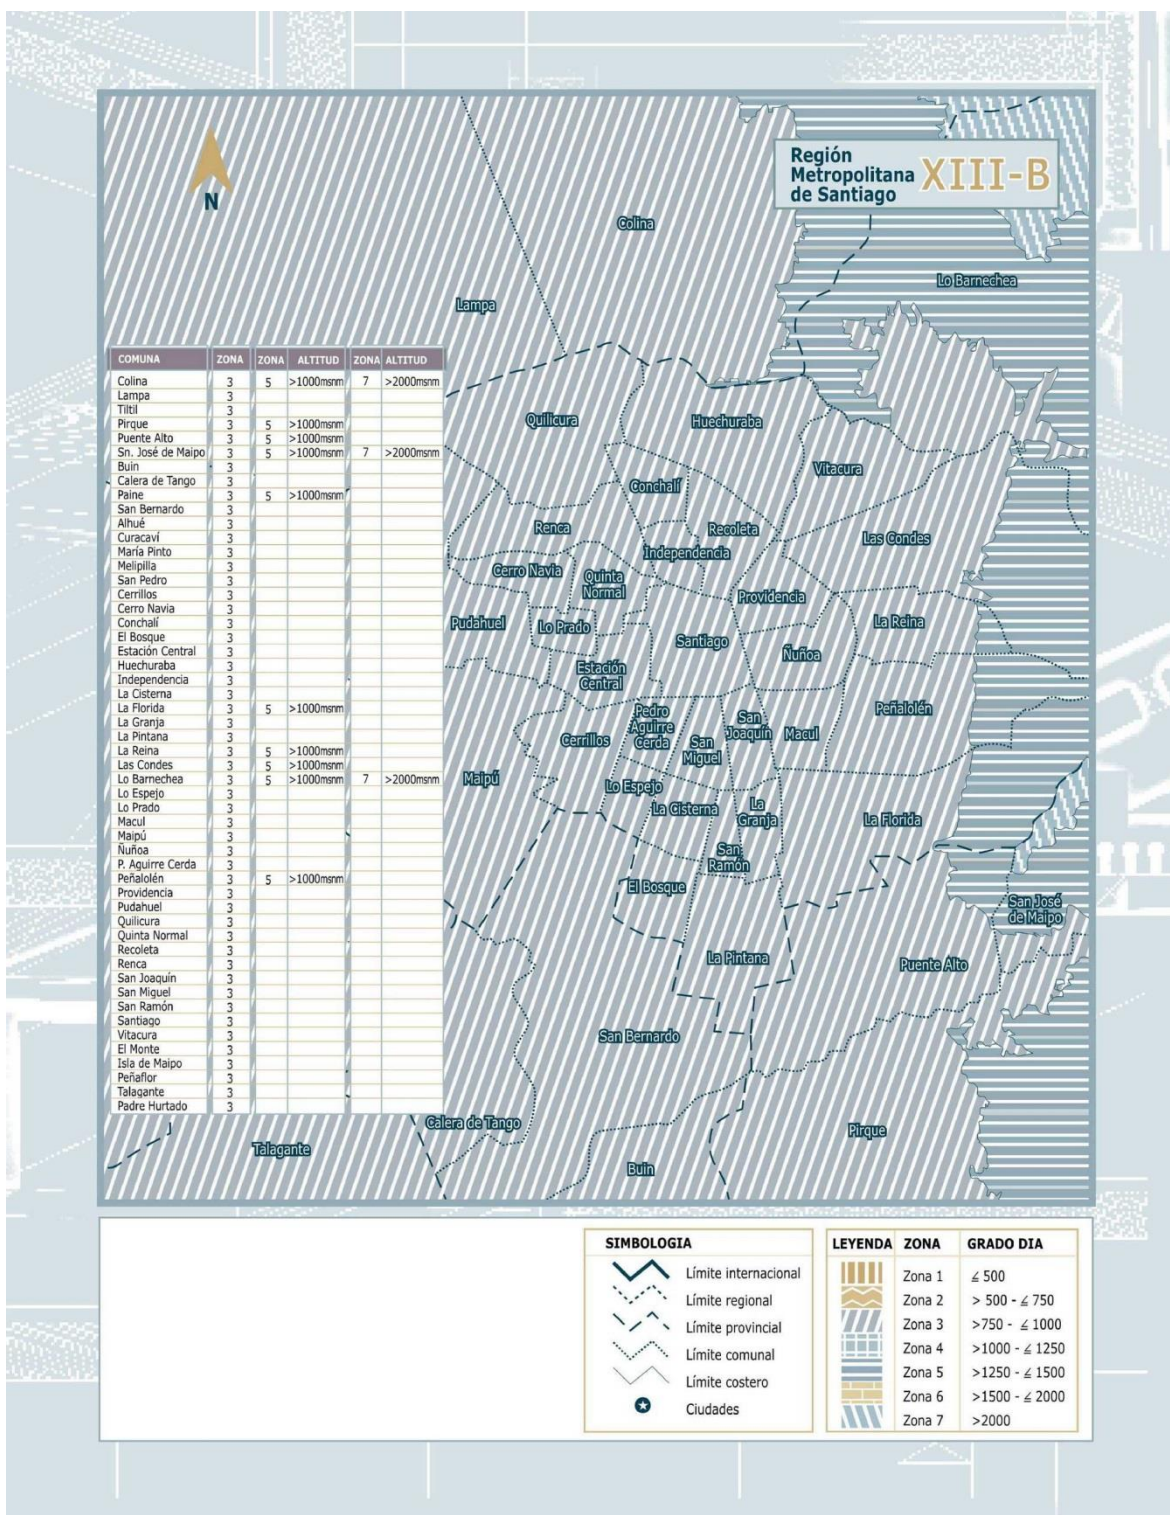 Región
Metropolitana
de Santiago
XIII-B
N
Colina
Lo Barnechea
Lampa
COMUNA ZONA ZONA ALTITUD ZONA ALTITUD
Colina 3 5 >1000msnm 7 >2000msnm
Lampa 3
Tiltil 3
Pirque 3 5 >1000msnm
Puente Alto 3 5 >1000msnm
Sn. José de Maipo 3 5 >1000msnm 7 >2000msnm
Buin 3
Calera de Tango 3
Paine 3 5 >1000msnm
San Bernardo 3
Alhué 3
Curacaví 3
María Pinto 3
Melipilla 3
San Pedro 3
Cerrillos 3
Cerro Navia 3
Conchalí 3
El Bosque 3
Estación Central 3
Huechuraba 3
Independencia 3
La Cisterna 3
La Florida 3 5 >1000msnm
La Granja 3
La Pintana 3
La Reina 3 5 >1000msnm
Las Condes 3 5 >1000msnm
Lo Barnechea 3 5 >1000msnm 7 >2000msnm
Lo Espejo 3
Lo Prado 3
Macul 3
Maipú 3
Ñuñoa 3
P. Aguirre Cerda 3
Peñalolén 3 5 >1000msnm
Providencia 3
Pudahuel 3
Quilicura 3
Quinta Normal 3
Recoleta 3
Renca 3
San Joaquín 3
San Miguel 3
San Ramón 3
Santiago 3
Vitacura 3
El Monte 3
Isla de Maipo 3
Peñaflor 3
Talagante 3
Padre Hurtado 3
Quilicura
Huechuraba
Vitacura
Conchalí
Renca
Recoleta
Las Condes
Independencia
Cerro Navia
Quinta
Normal
Providencia
Pudahuel
Lo Prado
Santiago
La Reina
Ñuñoa
Estación
Central
Peñalolén
Pedro
Aguirre
Cerda
San
Joaquín
Macul
Cerrillos
San
Miguel
Maipú
Lo Espejo
La Cisterna
La
Granja
La Florida
San
Ramón
El Bosque
San José
de Maipo
La Pintana
Puente Alto
San Bernardo
Calera de Tango
Talagante
Pirque
Buin
SIMBOLOGIA
Límite internacional
Límite regional
Límite provincial
Límite comunal
Límite costero
Ciudades
LEYENDA ZONA GRADO DIA
Zona 1 ≤ 500
Zona 2 > 500 - ≤ 750
Zona 3 >750 - ≤ 1000
Zona 4 >1000 - ≤ 1250
Zona 5 >1250 - ≤ 1500
Zona 6 >1500 - ≤ 2000
Zona 7 >2000